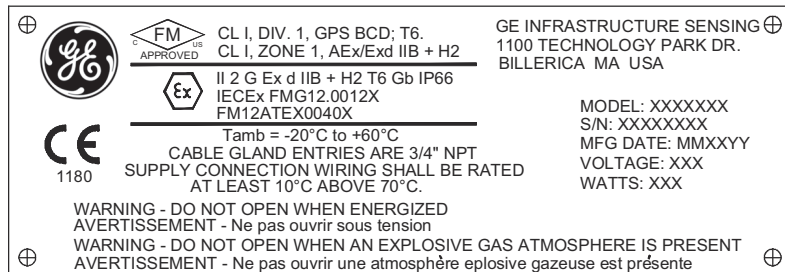 GE
C FM US
APPROVED
CL I, DIV. 1, GPS BCD; T6.
CL I, ZONE 1, AEx/Exd IIB + H2
GE INFRASTRUCTURE SENSING
1100 TECHNOLOGY PARK DR.
BILLERICA MA USA
Ex
II 2 G Ex d IIB + H2 T6 Gb IP66
IECEx FMG12.0012X
FM12ATEX0040X
MODEL: XXXXXXX
S/N: XXXXXXXX
MFG DATE: MMXXYY
VOLTAGE: XXX
WATTS: XXX
CE
1180
Tamb = -20°C to +60°C
CABLE GLAND ENTRIES ARE 3/4" NPT
SUPPLY CONNECTION WIRING SHALL BE RATED
AT LEAST 10°C ABOVE 70°C.
WARNING - DO NOT OPEN WHEN ENERGIZED
AVERTISSEMENT - Ne pas ouvrir sous tension
WARNING - DO NOT OPEN WHEN AN EXPLOSIVE GAS ATMOSPHERE IS PRESENT
AVERTISSEMENT - Ne pas ouvrir une atmosphère eplosive gazeuse est présente